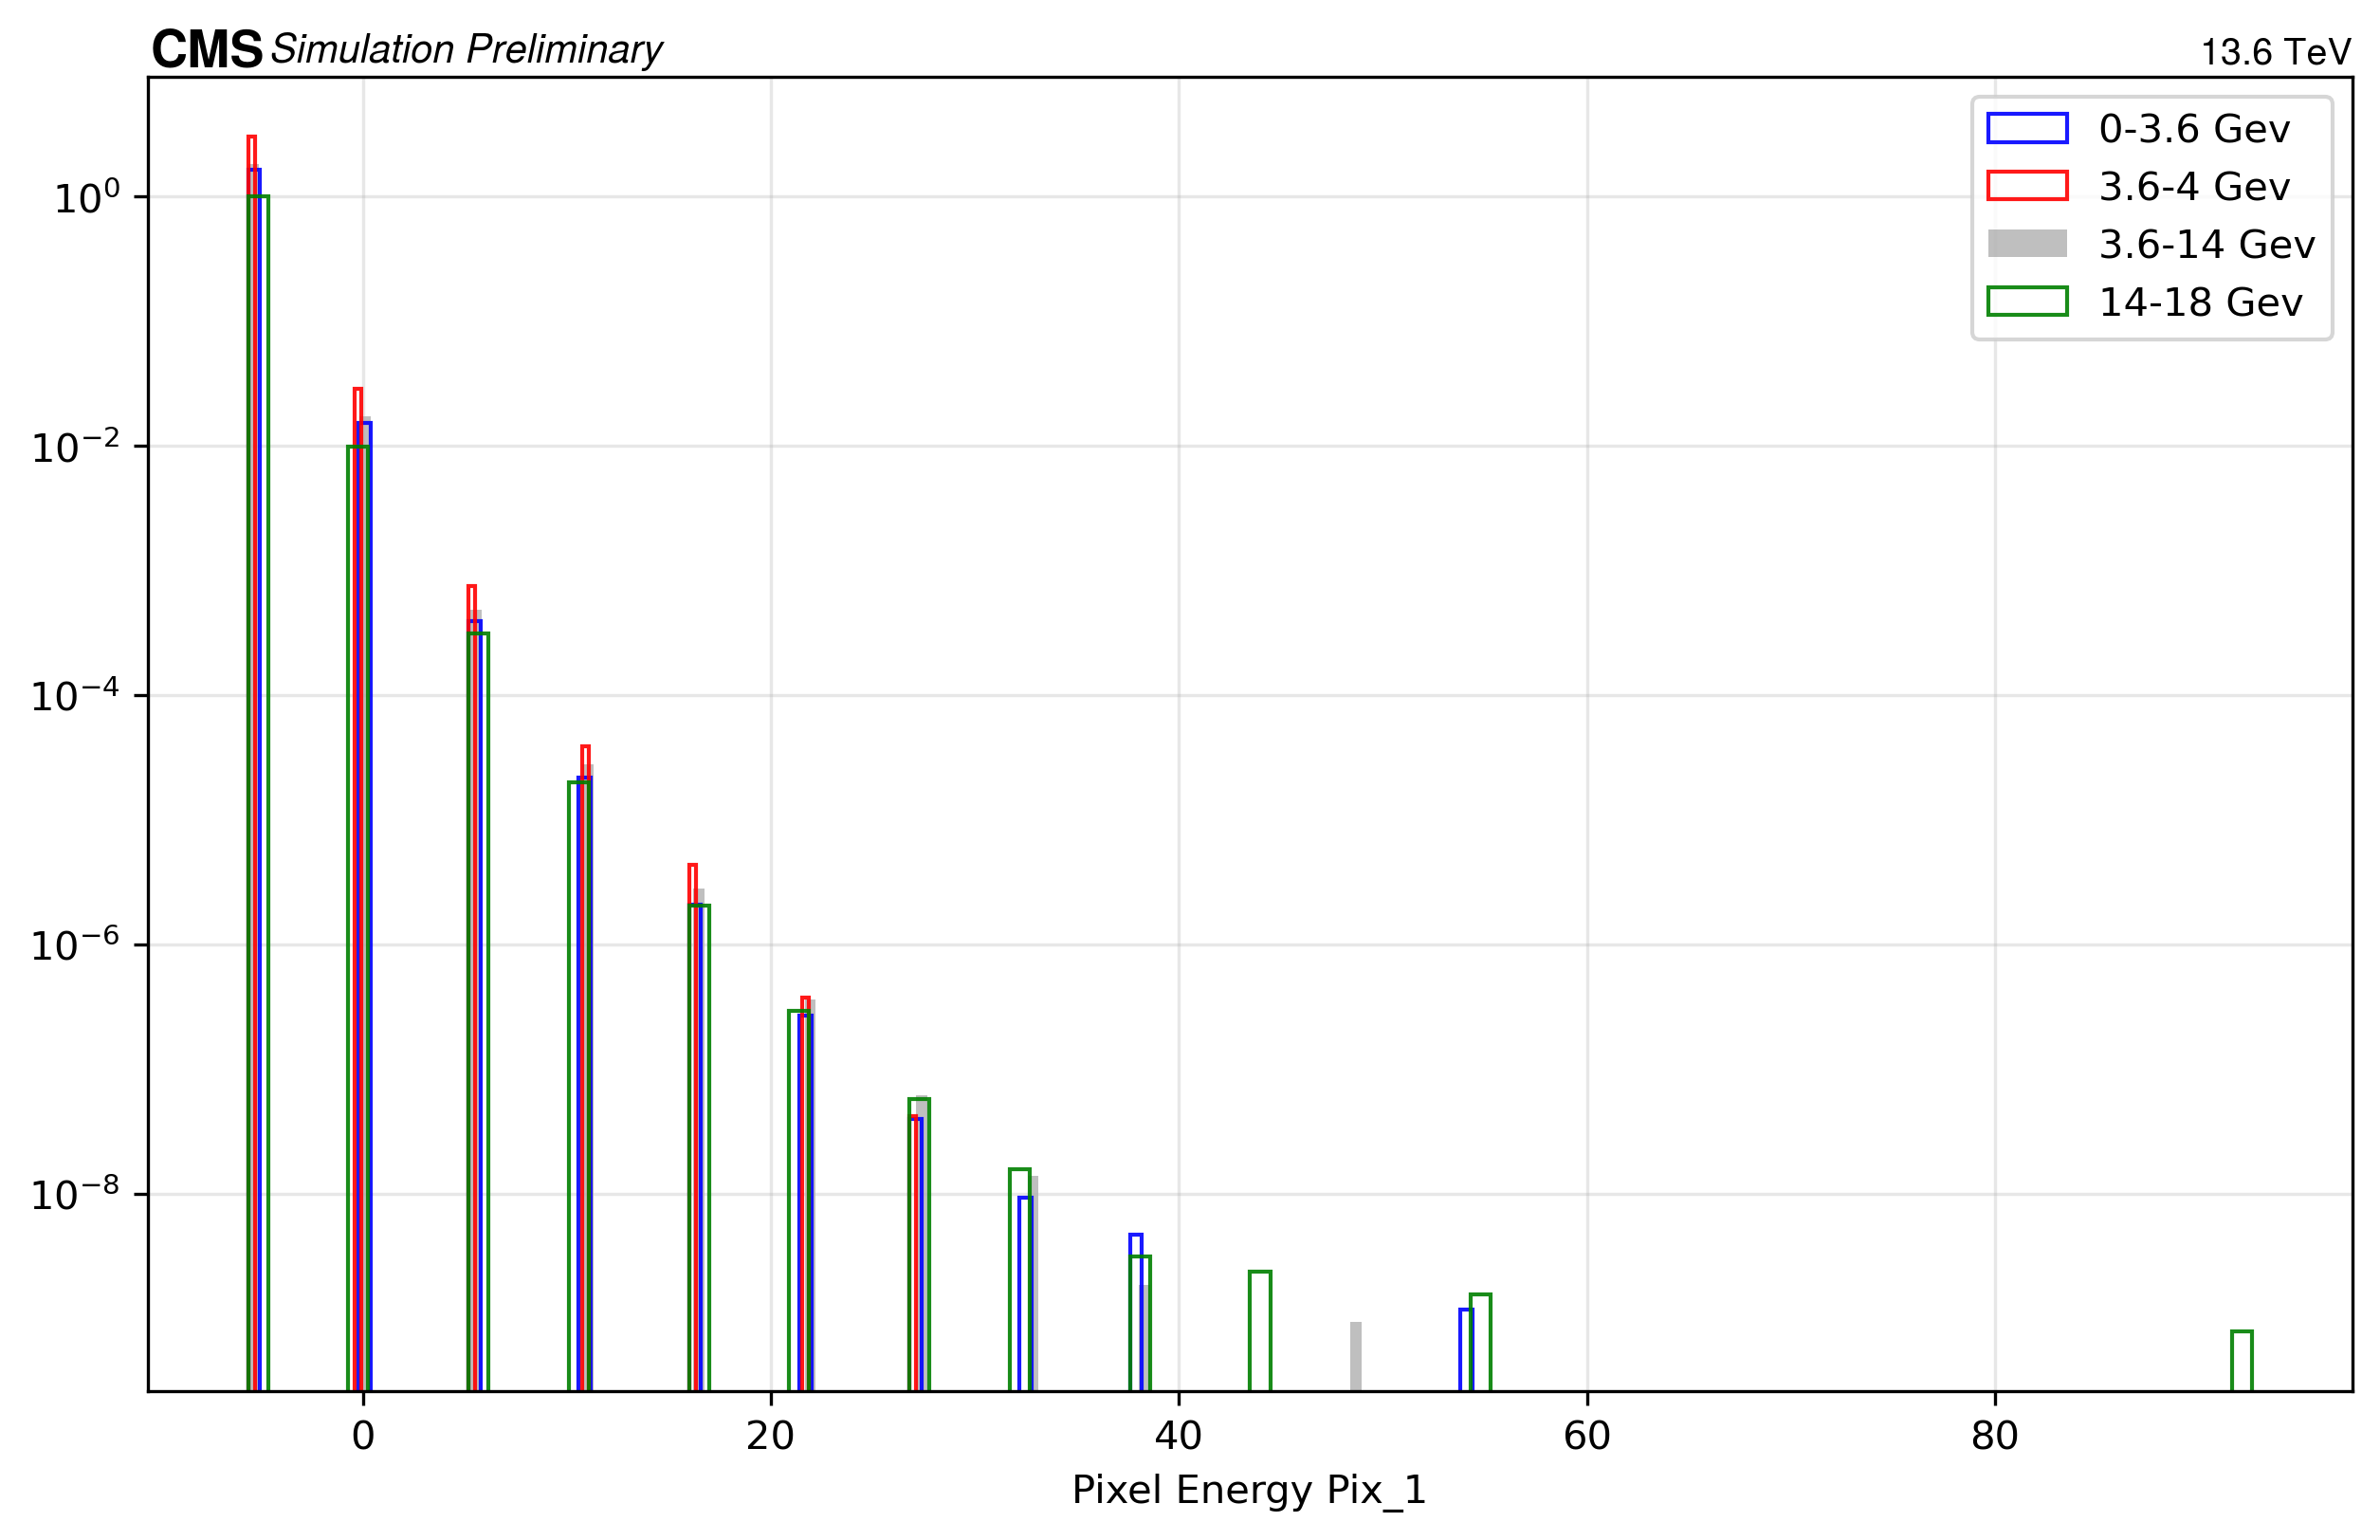 CMS Simulation Preliminary 13.6 TeV
0-3.6 Gev
3.6-4 Gev
3.6-14 Gev
14-18 Gev
10⁰
10⁻²
10⁻⁴
10⁻⁶
10⁻⁸
0 20 40 60 80
Pixel Energy Pix_1